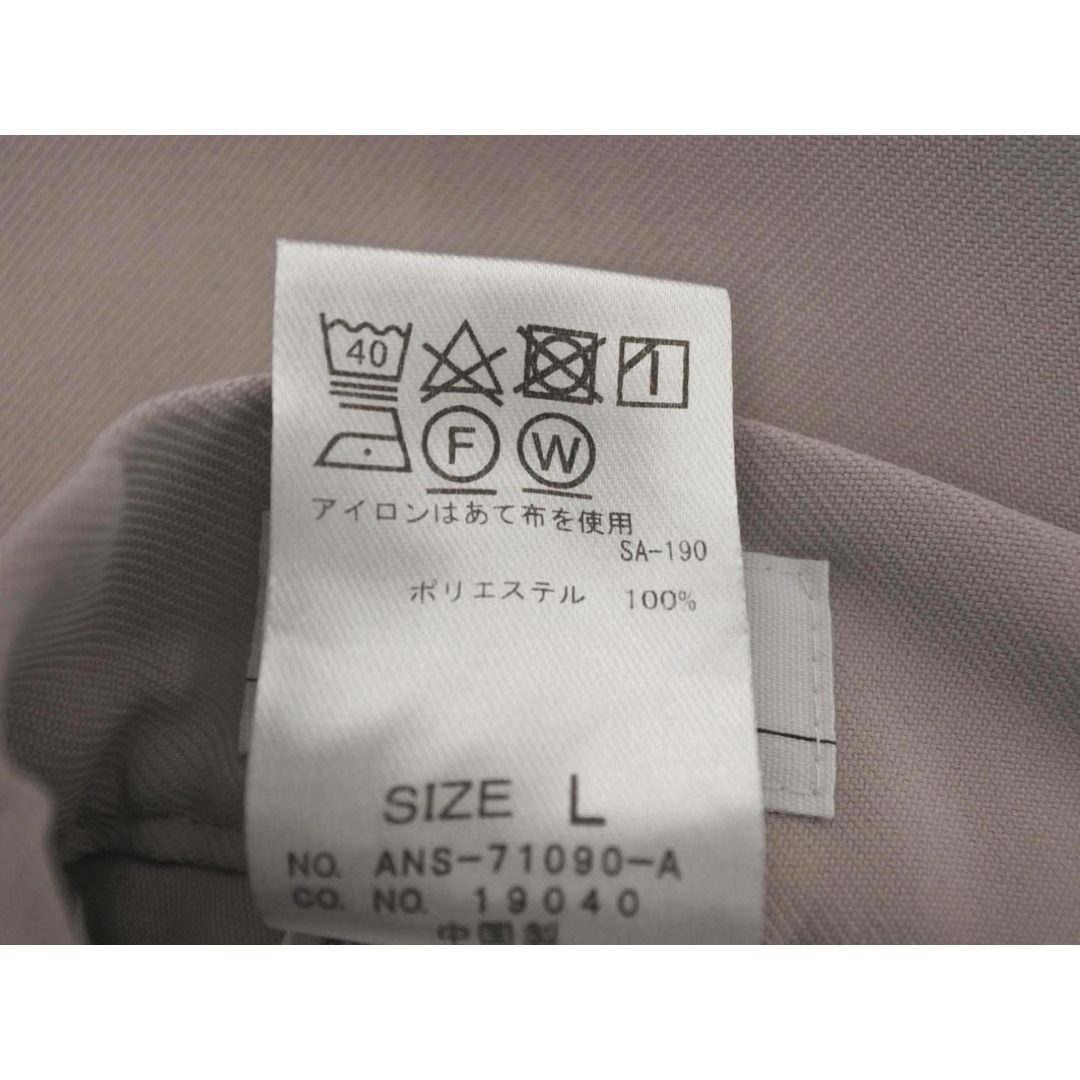 40
F W
アイロンはあて布を使用
SA-190
ポリエステル 100%
SIZE L
NO. ANS-71090-A
CO. NO. 19040
中国製